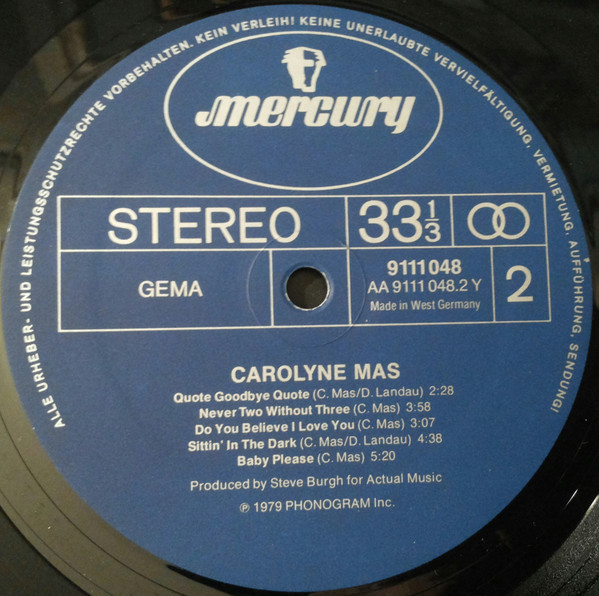 ALLE URHEBER- UND LEISTUNGSSCHUTZRECHTE VORBEHALTEN. KEIN VERLEIH! KEINE UNERLAUBTE VERVIELFÄLTIGUNG, VERMIETUNG, AUFFÜHRUNG, SENDUNG!
mercury
STEREO
33 1/3
GEMA
9111 048
AA 9111 048.2 Y
Made in West Germany
2
CAROLYNE MAS
Quote Goodbye Quote (C. Mas/D. Landau) 2:28
Never Two Without Three (C. Mas) 3:58
Do You Believe I Love You (C. Mas) 3:07
Sittin' In The Dark (C. Mas/D. Landau) 4:38
Baby Please (C. Mas) 5:20
Produced by Steve Burgh for Actual Music
℗ 1979 PHONOGRAM Inc.